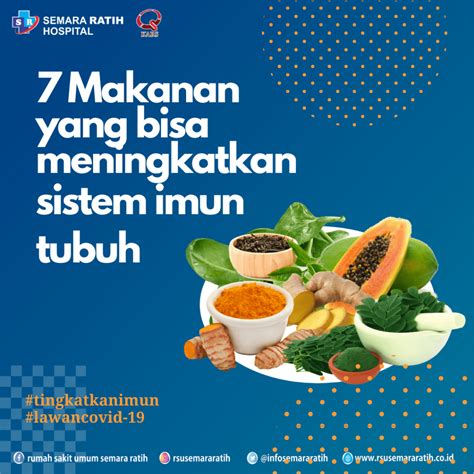 SR
SEMARA RATIH
HOSPITAL
KARS
7 Makanan
yang bisa
meningkatkan
sistem imun
tubuh
#tingkatkanimun
#lawancovid-19
rumah sakit umum semara ratih
rsusemararatih
@infosemararatih
www.rsusemararatih.co.id